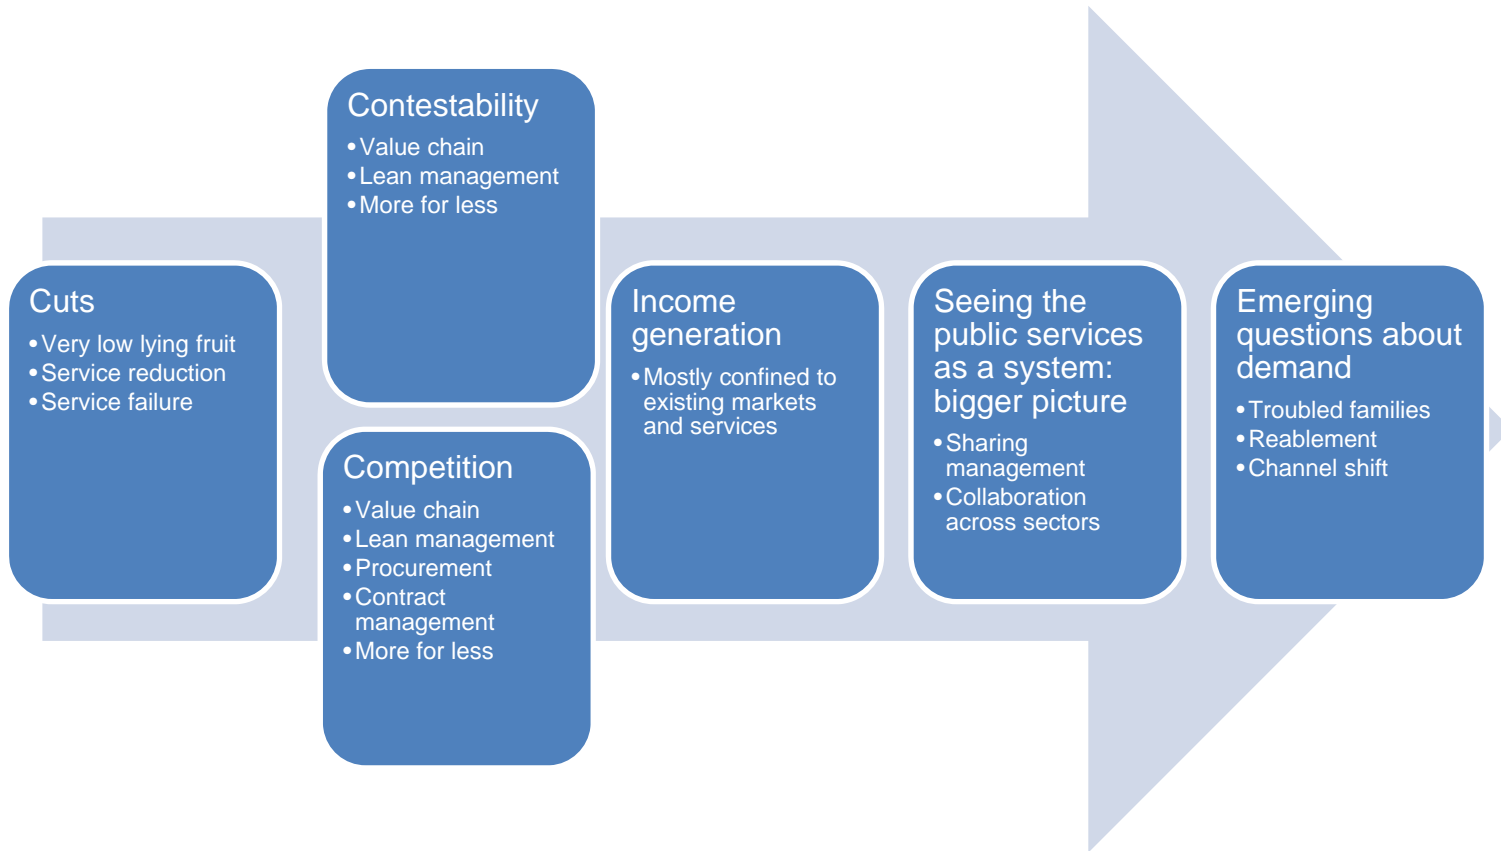 Cuts
•Very low lying fruit
•Service reduction
•Service failure
Contestability
•Value chain
•Lean management
•More for less
Competition
•Value chain
•Lean management
•Procurement
•Contract
management
•More for less
Income
generation
•Mostly confined to
existing markets
and services
Seeing the
public services
as a system:
bigger picture
•Sharing
management
•Collaboration
across sectors
Emerging
questions about
demand
•Troubled families
•Reablement
•Channel shift